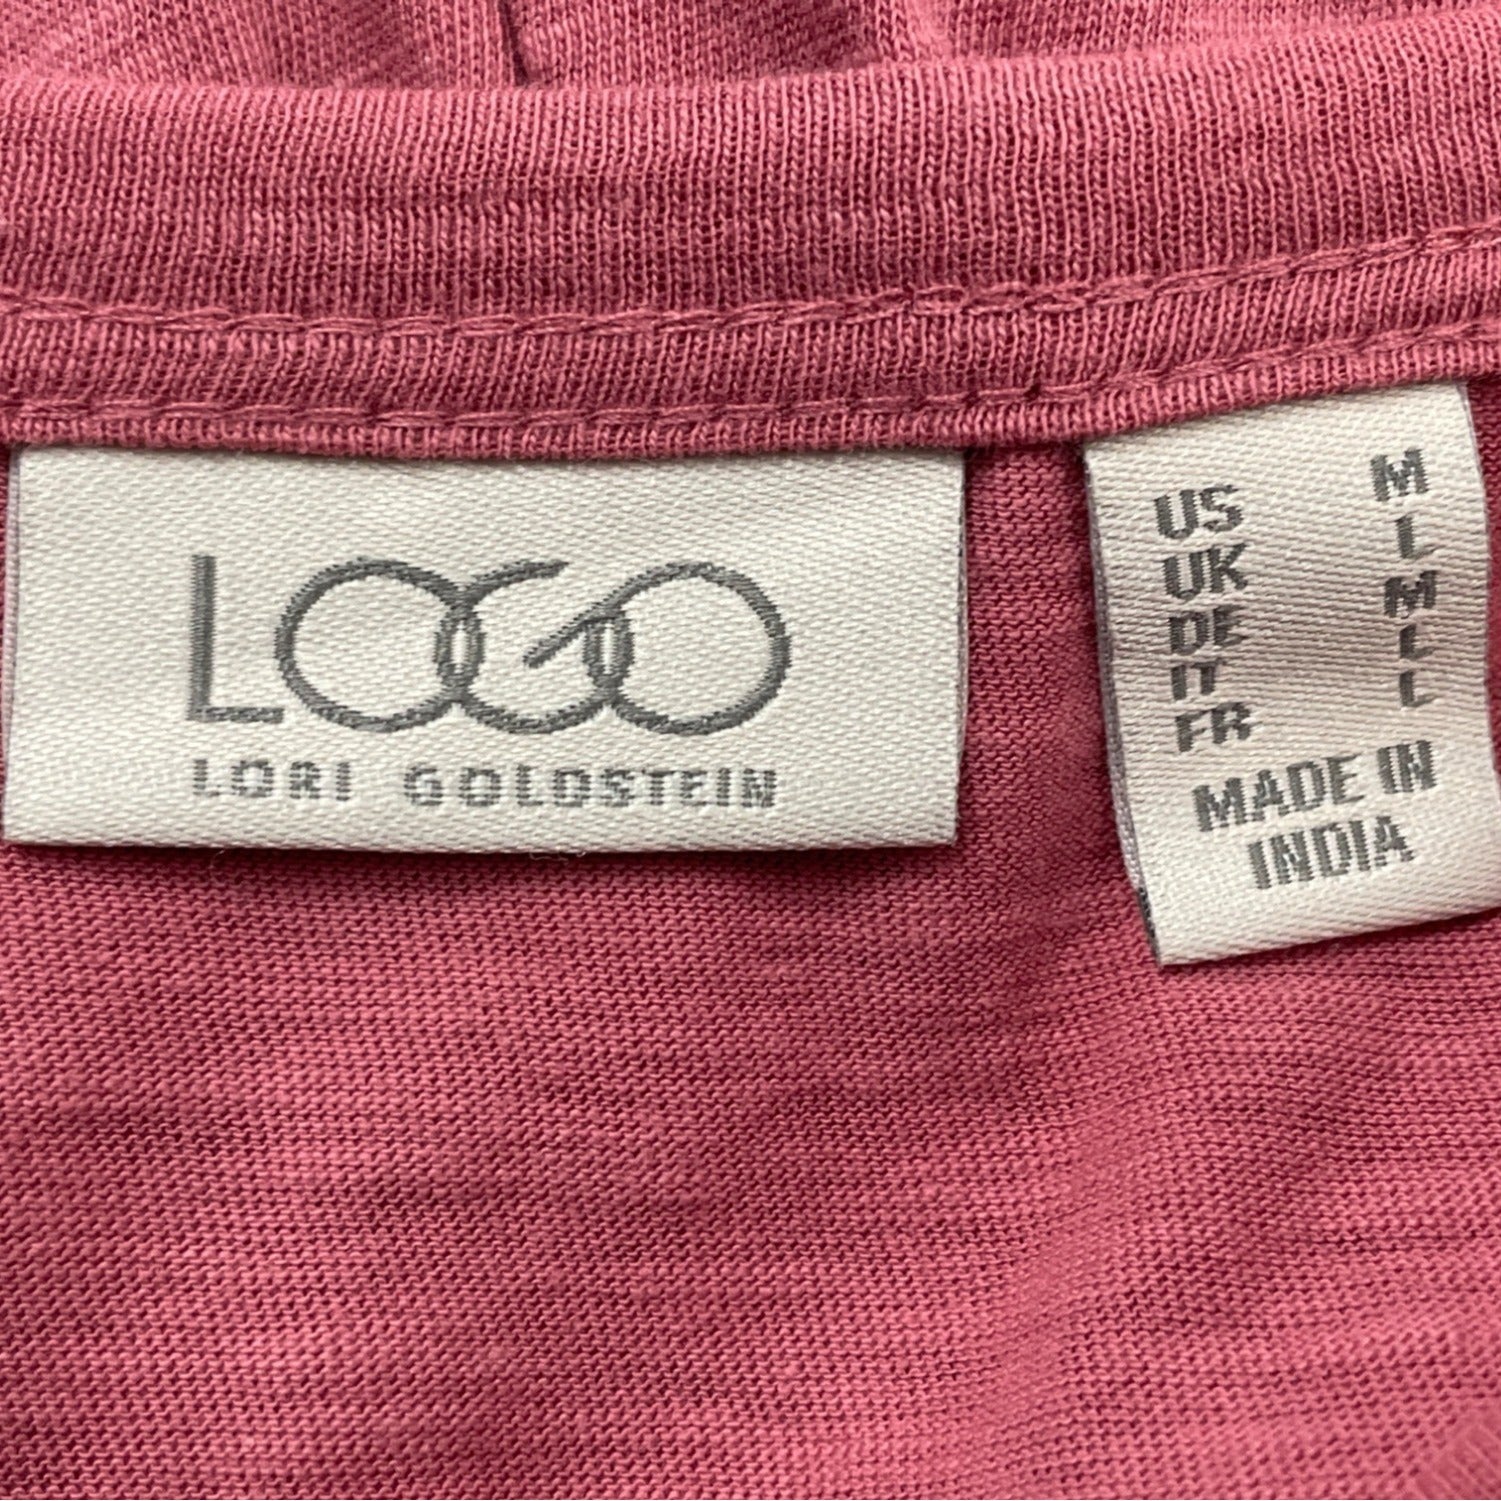 LOGO
LORI GOLDSTEIN
US M
UK L
DE M
IT L
FR L
MADE IN
INDIA